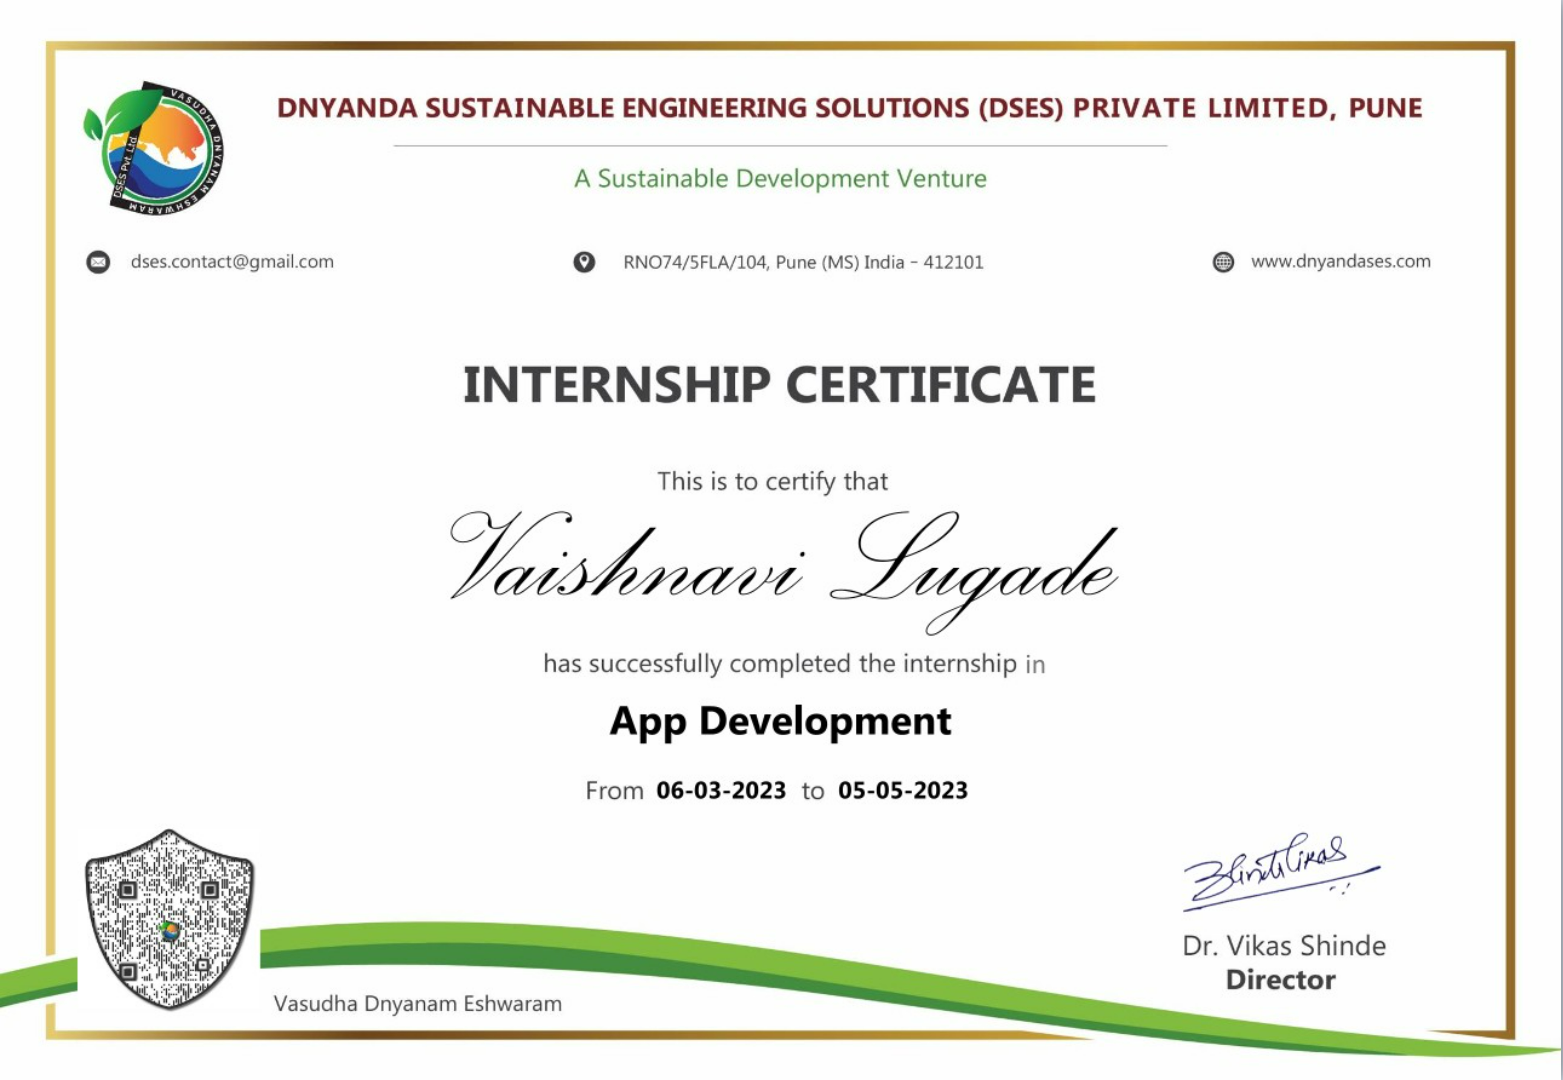 VASUDHA DNYANAM ESHWARAM
DSES Pvt Ltd
DNYANDA SUSTAINABLE ENGINEERING SOLUTIONS (DSES) PRIVATE LIMITED, PUNE
A Sustainable Development Venture
dses.contact@gmail.com
RNO74/5FLA/104, Pune (MS) India - 412101
www.dnyandases.com
INTERNSHIP CERTIFICATE
This is to certify that
Vaishnavi Lugade
has successfully completed the internship in
App Development
From 06-03-2023 to 05-05-2023
Dr. Vikas Shinde
Director
Vasudha Dnyanam Eshwaram